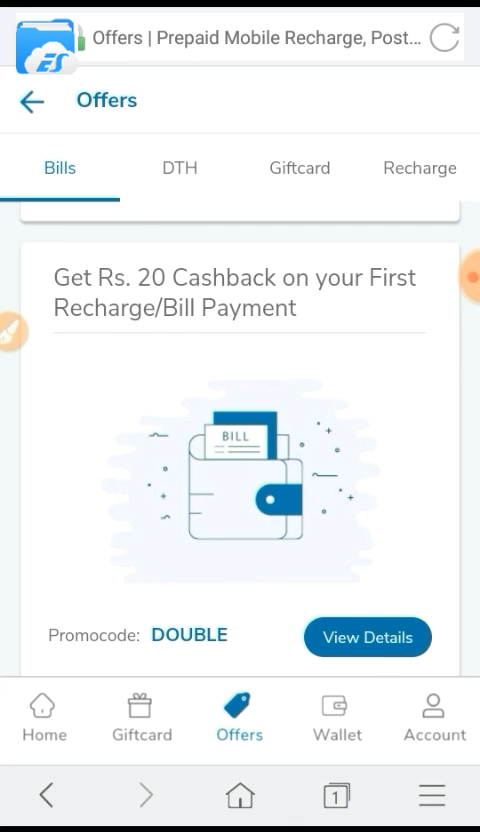 ES
Offers | Prepaid Mobile Recharge, Post...
Offers
Bills DTH Giftcard Recharge
Get Rs. 20 Cashback on your First
Recharge/Bill Payment
BILL
Promocode: DOUBLE View Details
Home Giftcard Offers Wallet Account
1